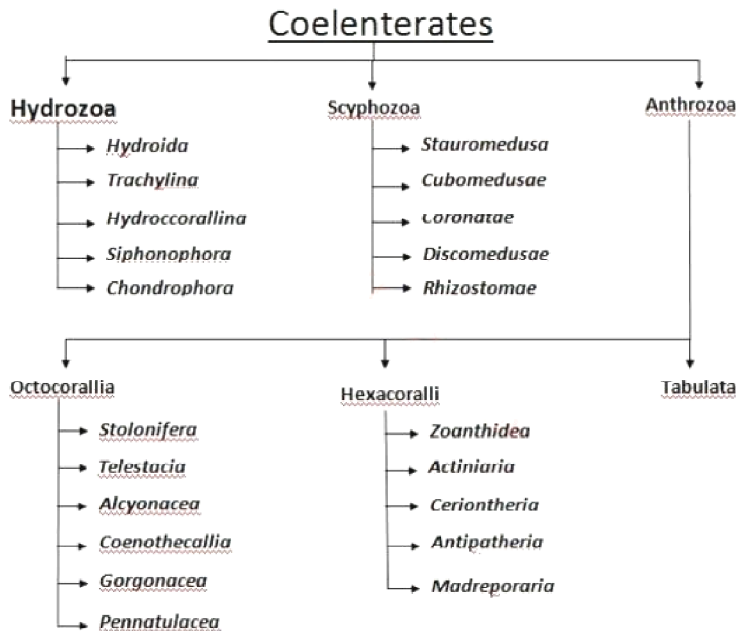 Coelenterates
Hydrozoa
Scyphozoa
Anthrozoa
Hydroida
Trachylina
Hydroccorallina
Siphonophora
Chondrophora
Stauromedusa
Cubomedusae
Coronatae
Discomedusae
Rhizostomae
Octocorallia
Hexacoralli
Tabulata
Stolonifera
Telestacia
Alcyonacea
Coenothecallia
Gorgonacea
Pennatulacea
Zoanthidea
Actiniaria
Ceriontheria
Antipatheria
Madreporaria